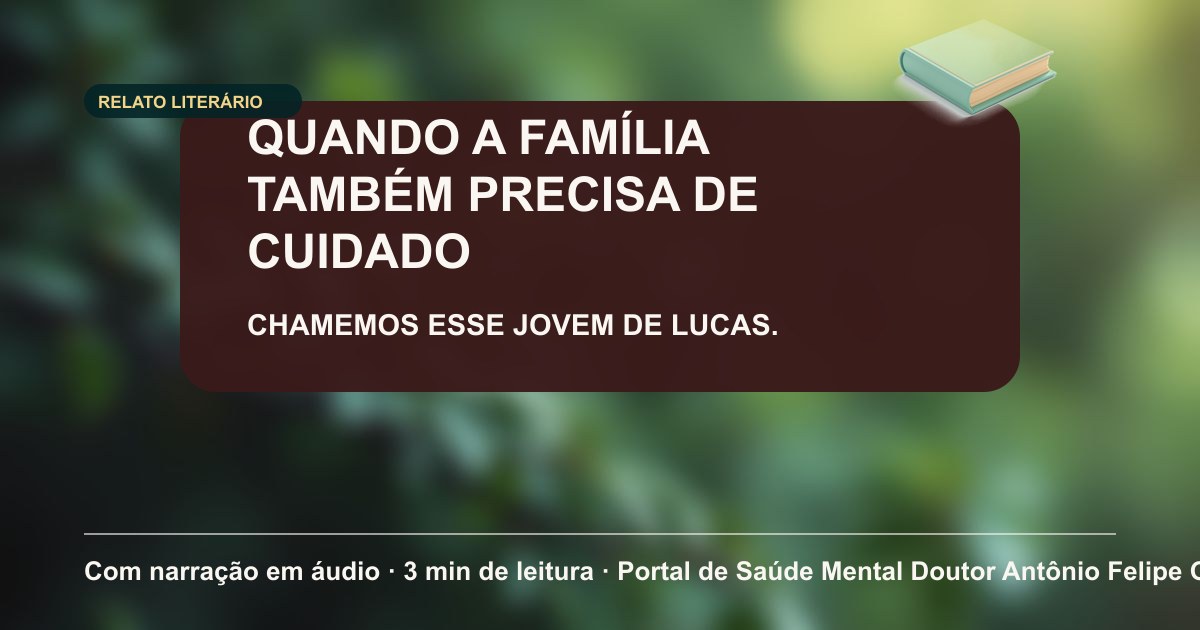 RELATO LITERÁRIO
QUANDO A FAMÍLIA
TAMBÉM PRECISA DE
CUIDADO
CHAMEMOS ESSE JOVEM DE LUCAS.
Com narração em áudio · 3 min de leitura · Portal de Saúde Mental Doutor Antônio Felipe